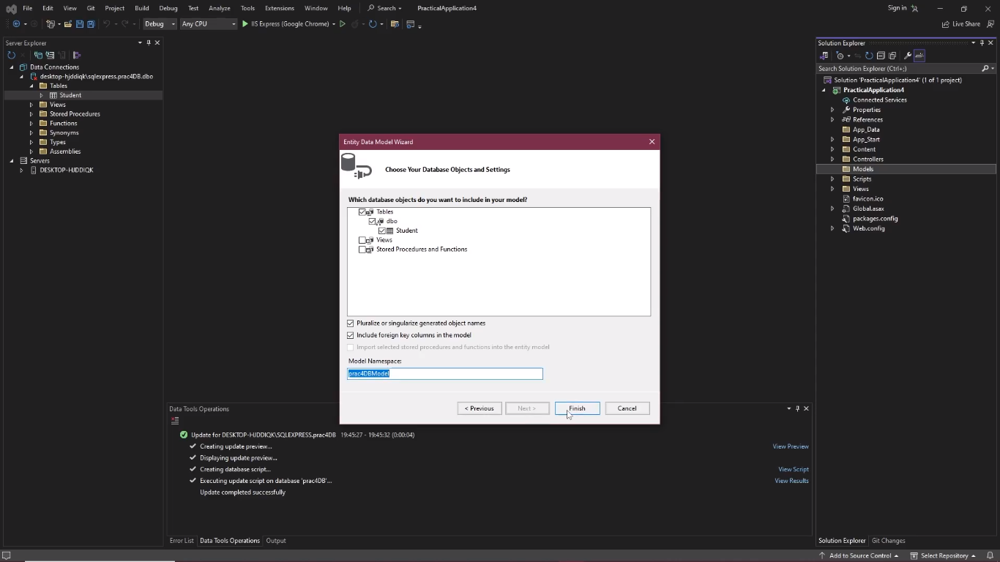 File Edit View Git Project Build Debug Test Analyze Tools Extensions Window Help Search PracticalApplication4 Sign in
Debug Any CPU IIS Express (Google Chrome) Live Share
Server Explorer
Data Connections
desktop-hjddiqk\sqlexpress.prac4DB.dbo
Tables
Student
Views
Stored Procedures
Functions
Synonyms
Types
Assemblies
Servers
DESKTOP-HJDDIQK
Entity Data Model Wizard
Choose Your Database Objects and Settings
Which database objects do you want to include in your model?
Tables
dbo
Student
Views
Stored Procedures and Functions
Pluralize or singularize generated object names
Include foreign key columns in the model
Import selected stored procedures and functions into the entity model
Model Namespace:
prac4DBModel
< Previous Next > Finish Cancel
Data Tools Operations
Update for DESKTOP-HJDDIQK\SQLEXPRESS.prac4DB 19:45:27 - 19:45:32 (0:00:04)
Creating update preview... View Preview
Displaying update preview...
Creating database script... View Script
Executing update script on database 'prac4DB'... View Results
Update completed successfully
Error List Data Tools Operations Output
Solution Explorer
Search Solution Explorer (Ctrl+;)
Solution 'PracticalApplication4' (1 of 1 project)
PracticalApplication4
Connected Services
Properties
References
App_Data
App_Start
Content
Controllers
Models
Scripts
Views
favicon.ico
Global.asax
packages.config
Web.config
Solution Explorer Git Changes
Add to Source Control Select Repository